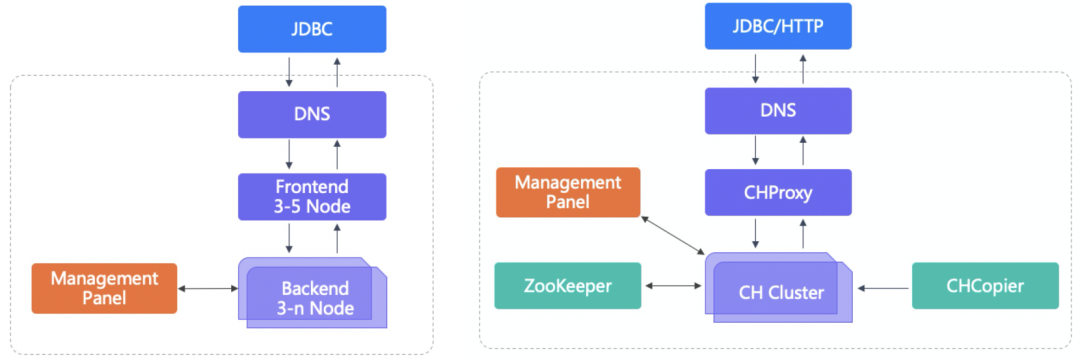 JDBC
DNS
Frontend
3-5 Node
Management
Panel
Backend
3-n Node
JDBC/HTTP
DNS
Management
Panel
CHProxy
ZooKeeper
CH Cluster
CHCopier